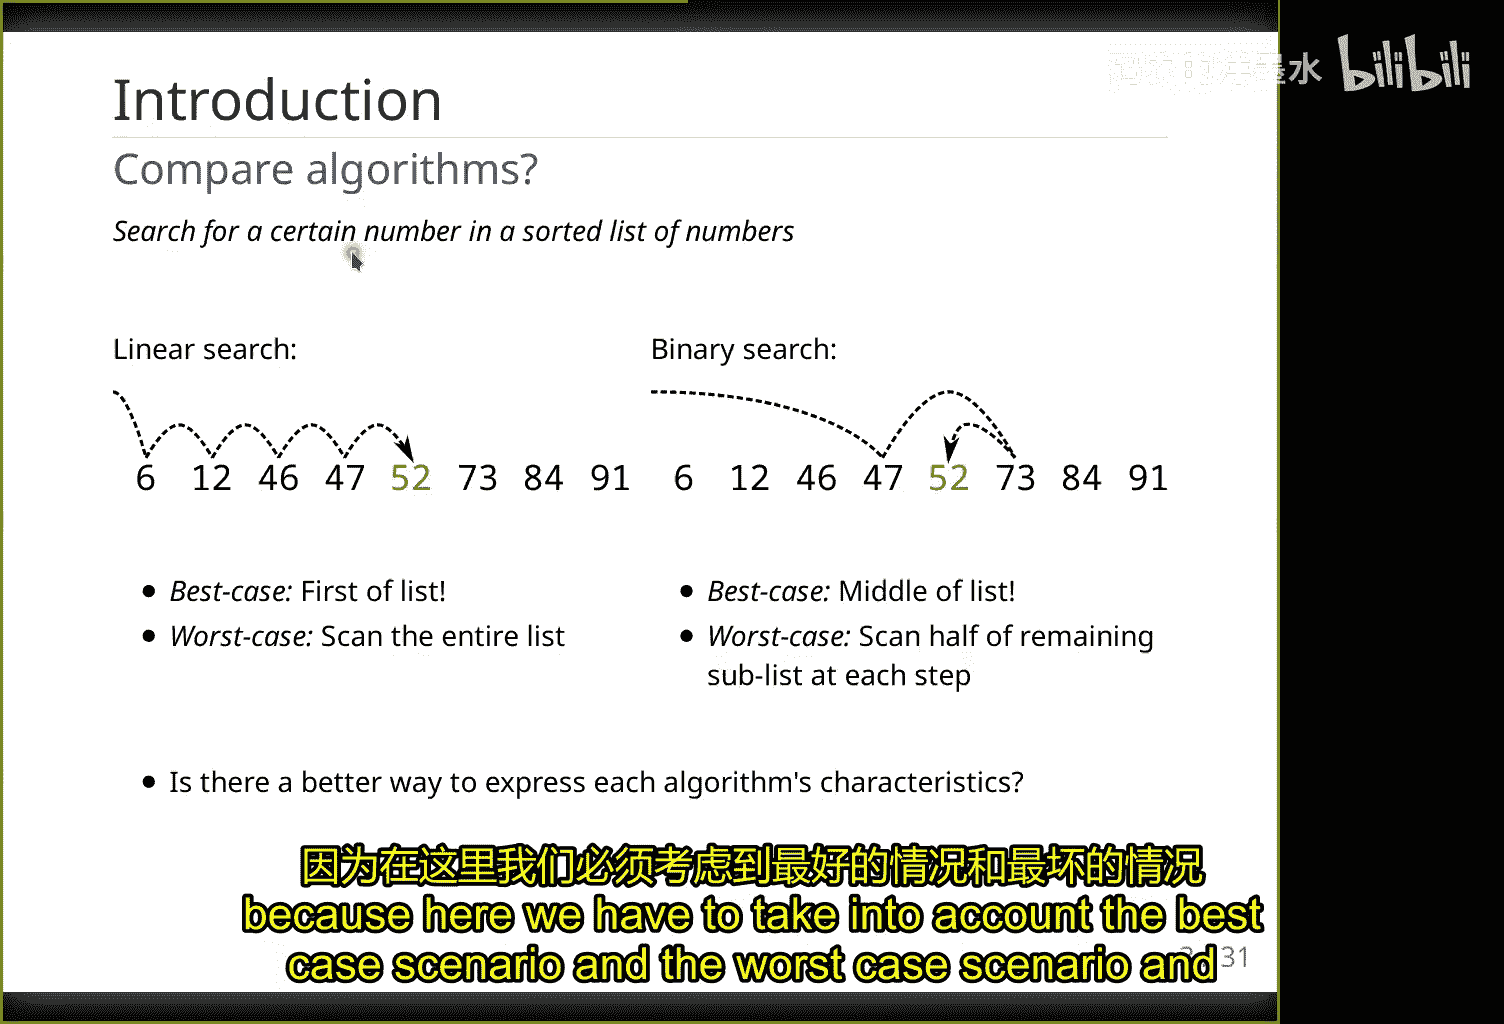 水 bilibili
Introduction
Compare algorithms?
Search for a certain number in a sorted list of numbers
Linear search:
6 12 46 47 52 73 84 91
• Best-case: First of list!
• Worst-case: Scan the entire list
Binary search:
6 12 46 47 52 73 84 91
• Best-case: Middle of list!
• Worst-case: Scan half of remaining
sub-list at each step
• Is there a better way to express each algorithm's characteristics?
因为在这里我们必须考虑到最好的情况和最坏的情况
because here we have to take into account the best
case scenario and the worst case scenario and
31